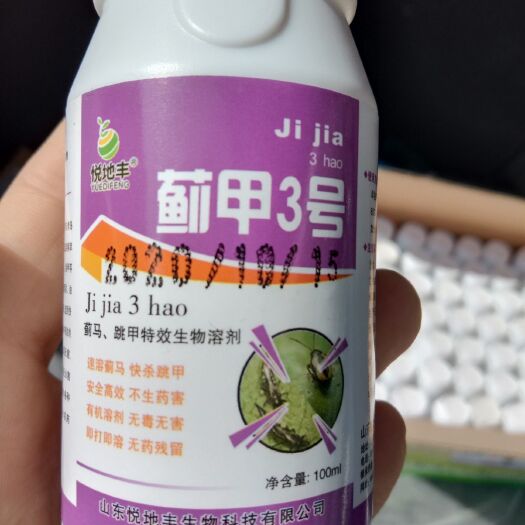 Ji jia
3 hao
悦地丰®
YUEDIFENG
蓟甲3号
2020/10/15
Ji jia 3 hao
蓟马、跳甲特效生物溶剂
速溶蓟马 快杀跳甲
安全高效 不生药害
有机溶剂 无毒无害
即打即溶 无药残留
净含量: 100ml
山东悦地丰生物科技有限公司